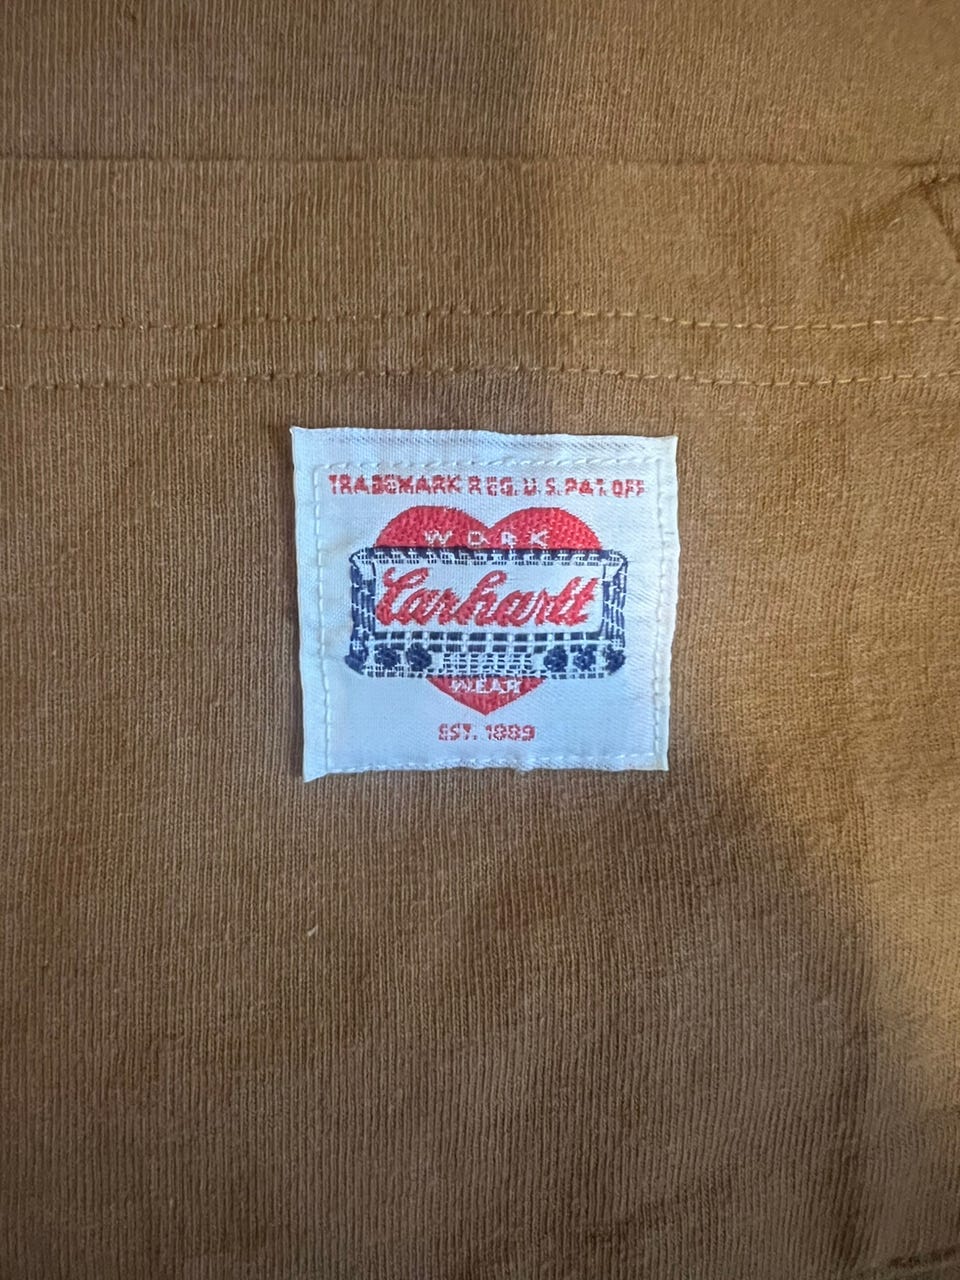 TRADEMARK REG. U.S. PAT. OFF
WORK
Carhartt
WEAR
EST. 1889